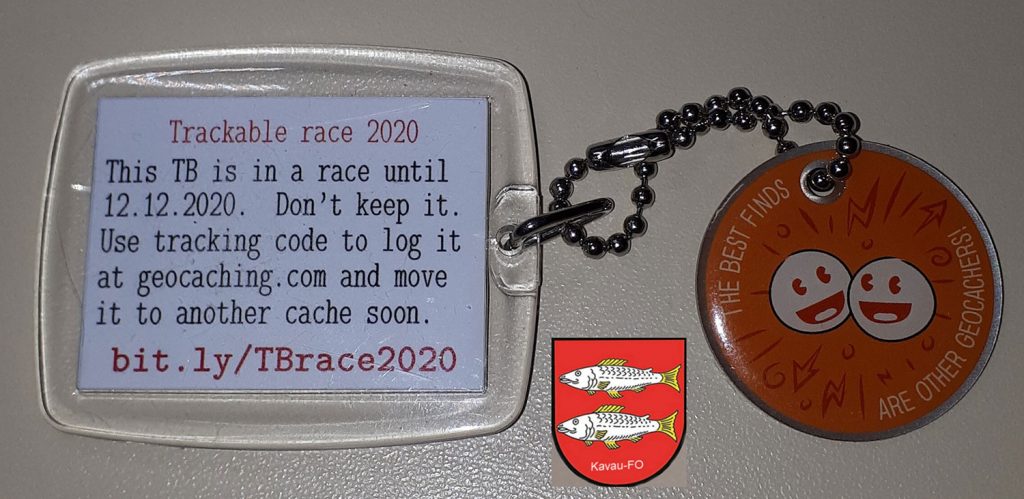 Trackable race 2020
This TB is in a race until
12.12.2020. Don't keep it.
Use tracking code to log it
at geocaching.com and move
it to another cache soon.
bit.ly/TBrace2020
THE BEST FINDS
ARE OTHER GEOCACHERS!
Kavau-FO